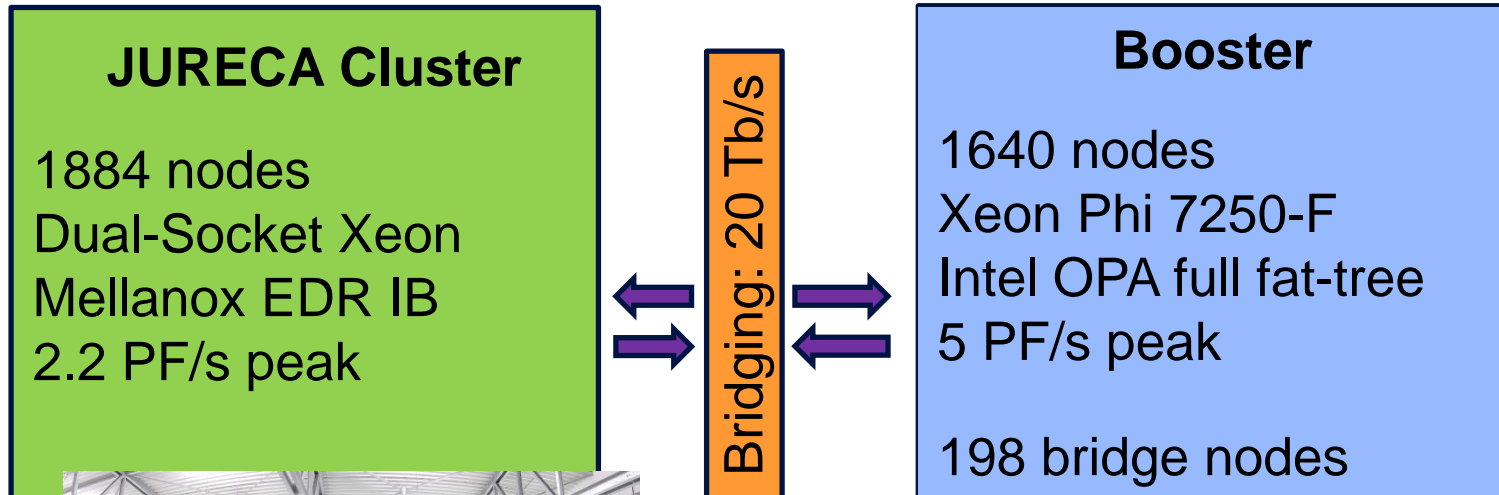 JURECA Cluster
1884 nodes
Dual-Socket Xeon
Mellanox EDR IB
2.2 PF/s peak
Bridging: 20 Tb/s
Booster
1640 nodes
Xeon Phi 7250-F
Intel OPA full fat-tree
5 PF/s peak
198 bridge nodes